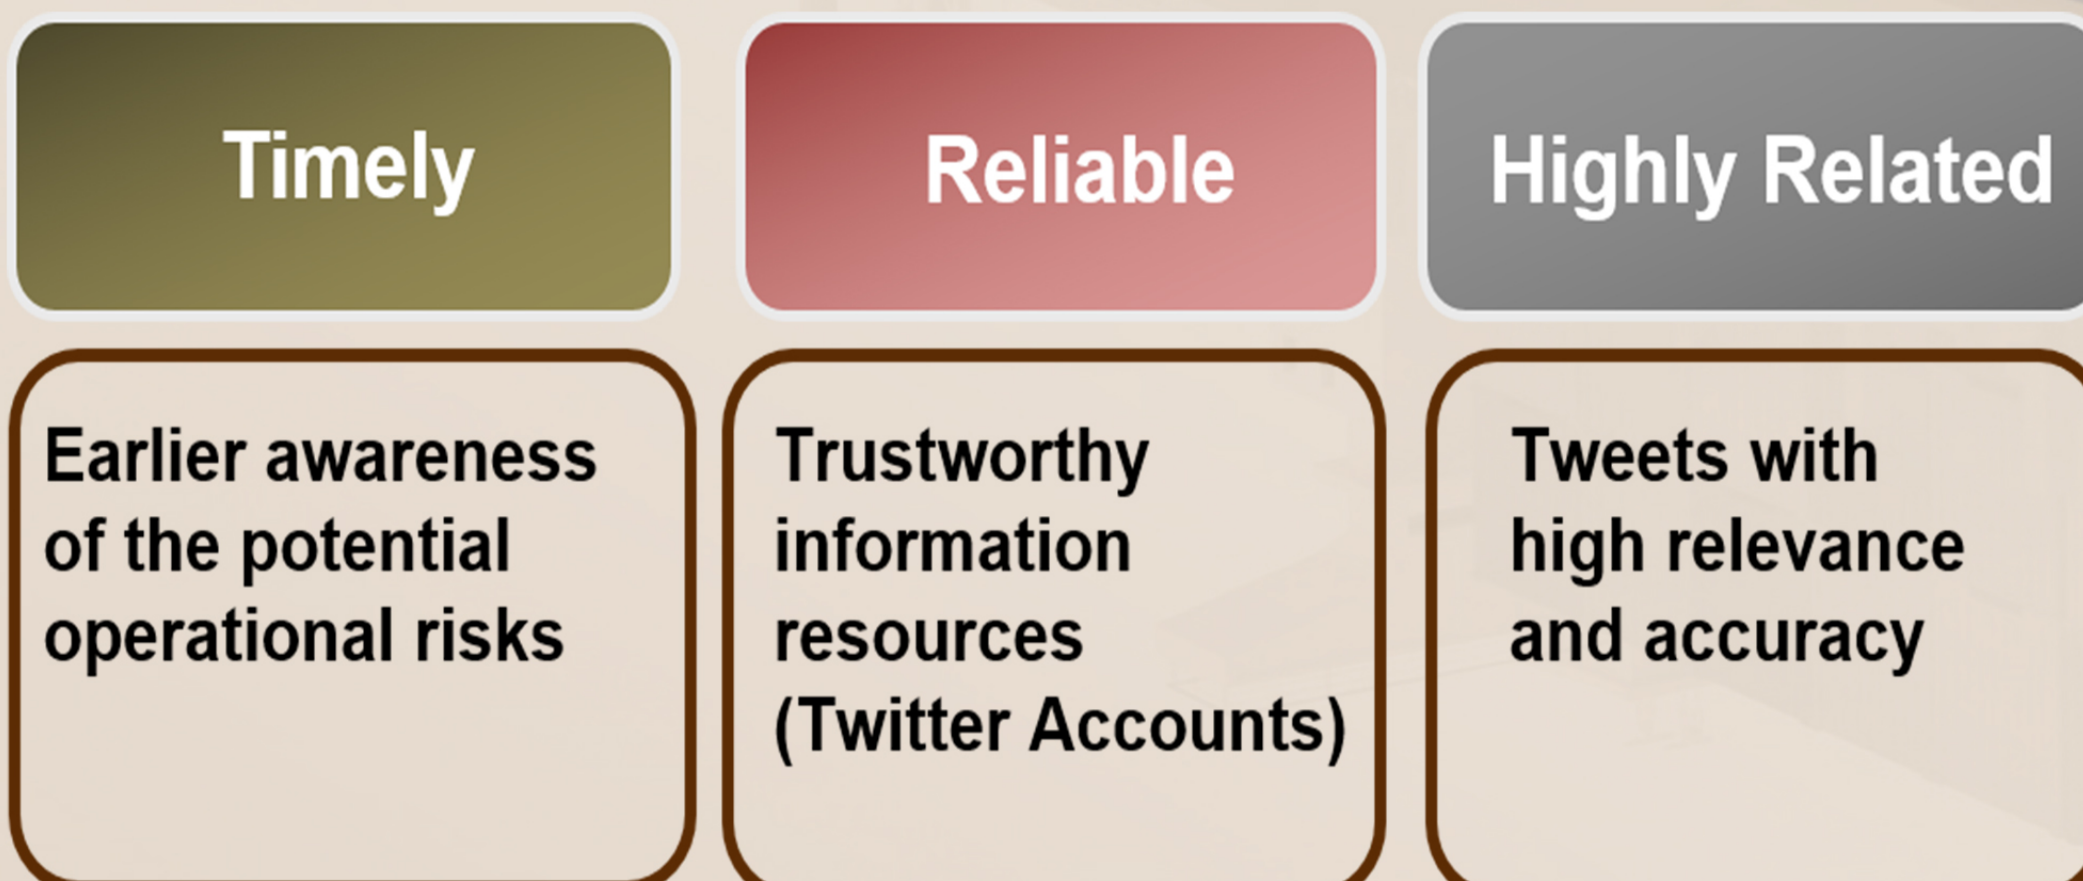 Timely
Earlier awareness
of the potential
operational risks
Reliable
Trustworthy
information
resources
(Twitter Accounts)
Highly Related
Tweets with
high relevance
and accuracy